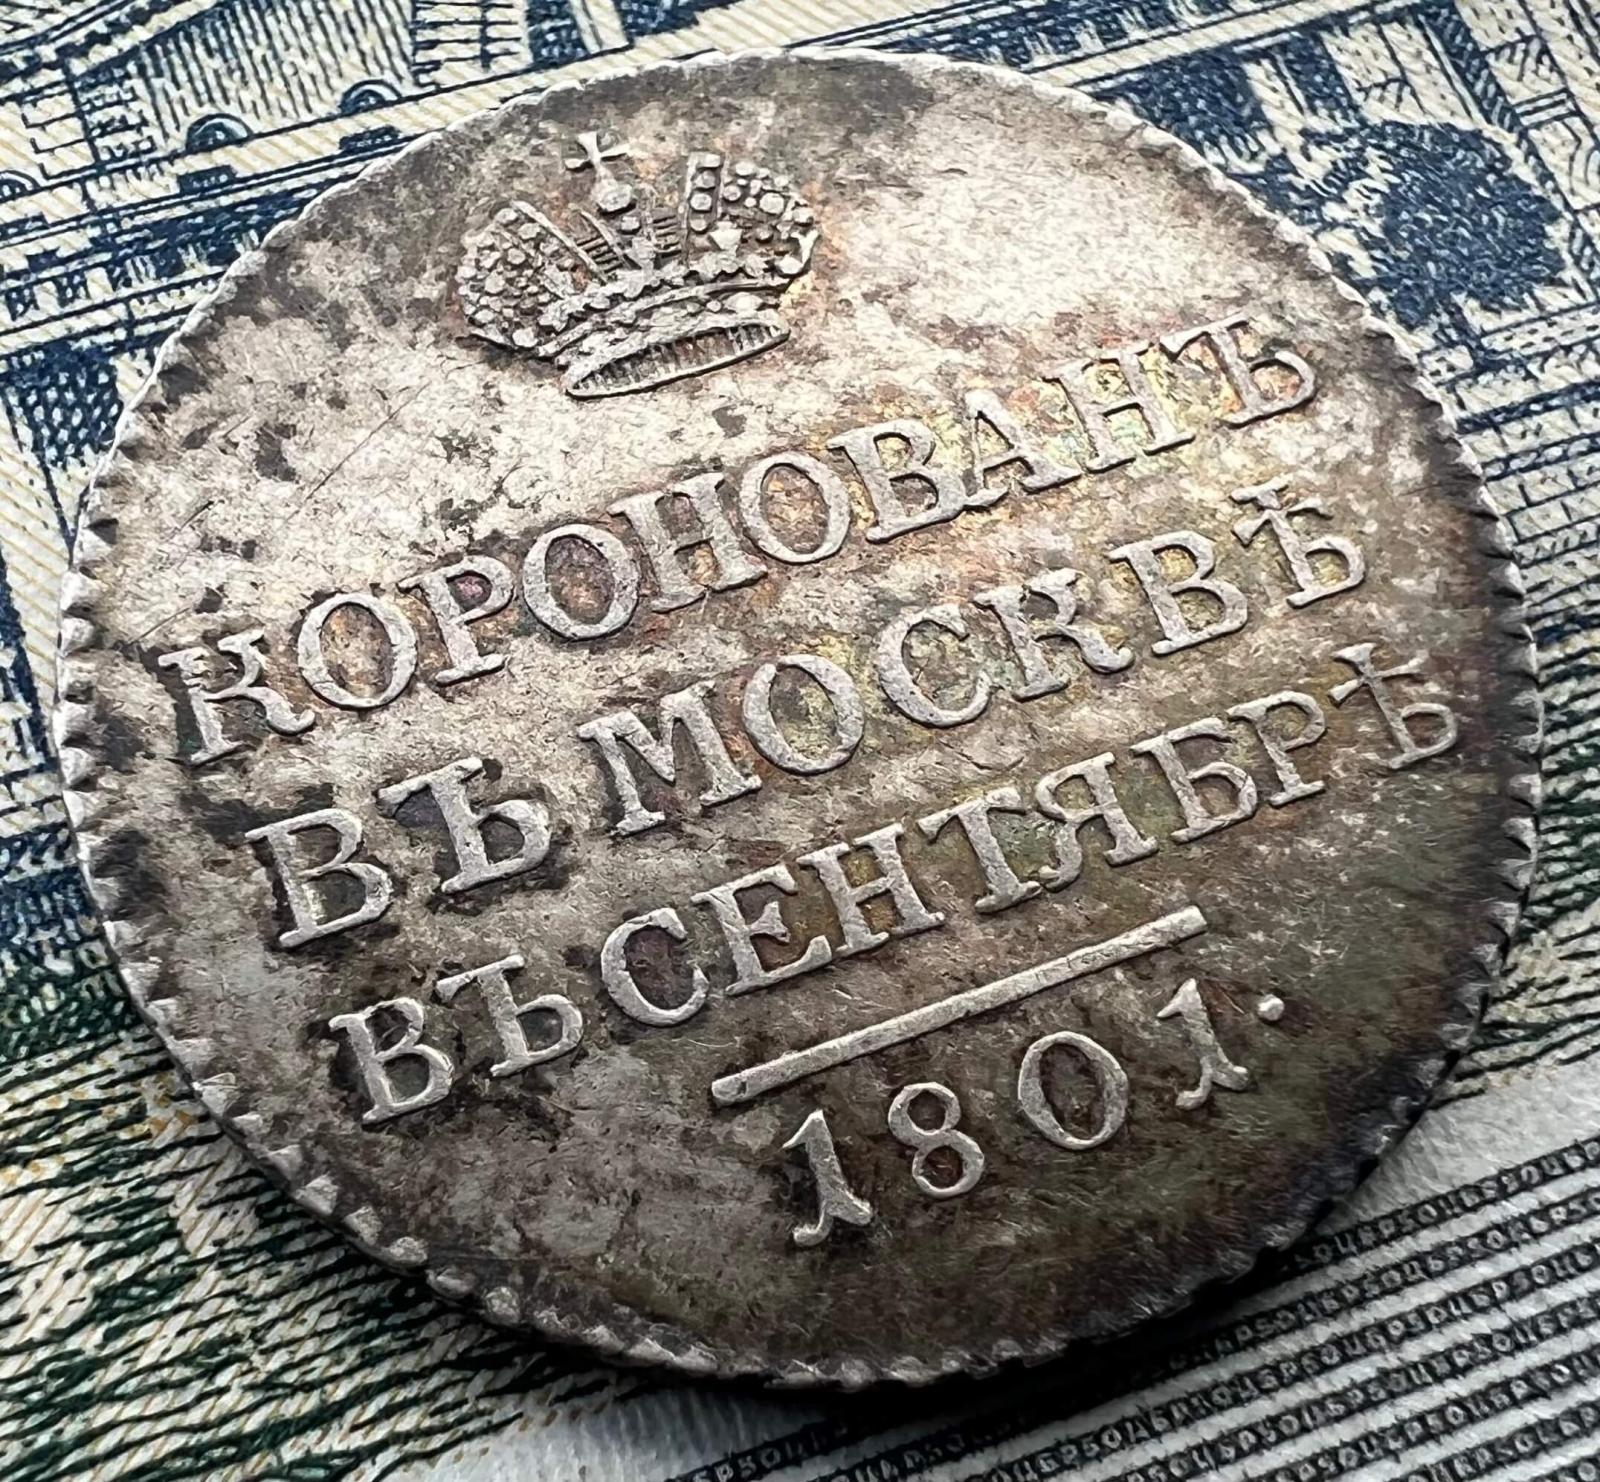 КОРОНОВАНЪ
ВЪ МОСКВѢ
ВЪ СЕНТЯБРѢ
1801.